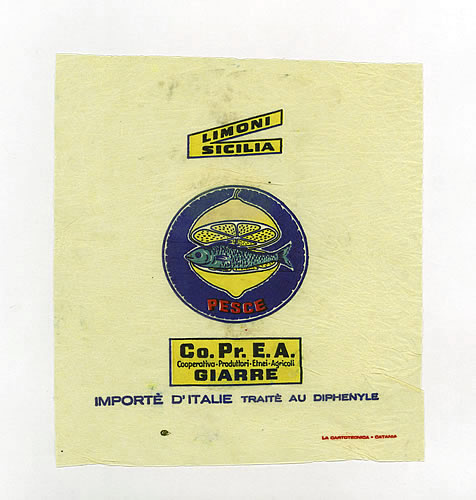 LIMONI
SICILIA
PESCE
Co. Pr. E. A.
Cooperativa-Produttori-Etnei-Agricoli
GIARRE
IMPORTÈ D'ITALIE TRAITÈ AU DIPHENYLE
LA CARTOTECNICA - CATANIA